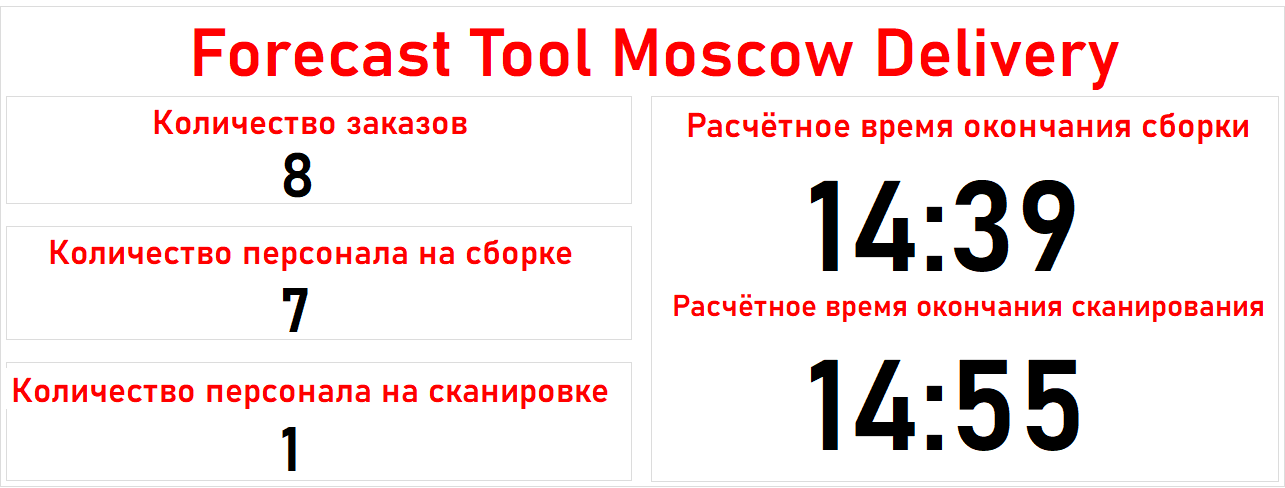 Forecast Tool Moscow Delivery
Количество заказов
8
Количество персонала на сборке
7
Количество персонала на сканировке
1
Расчётное время окончания сборки
14:39
Расчётное время окончания сканирования
14:55